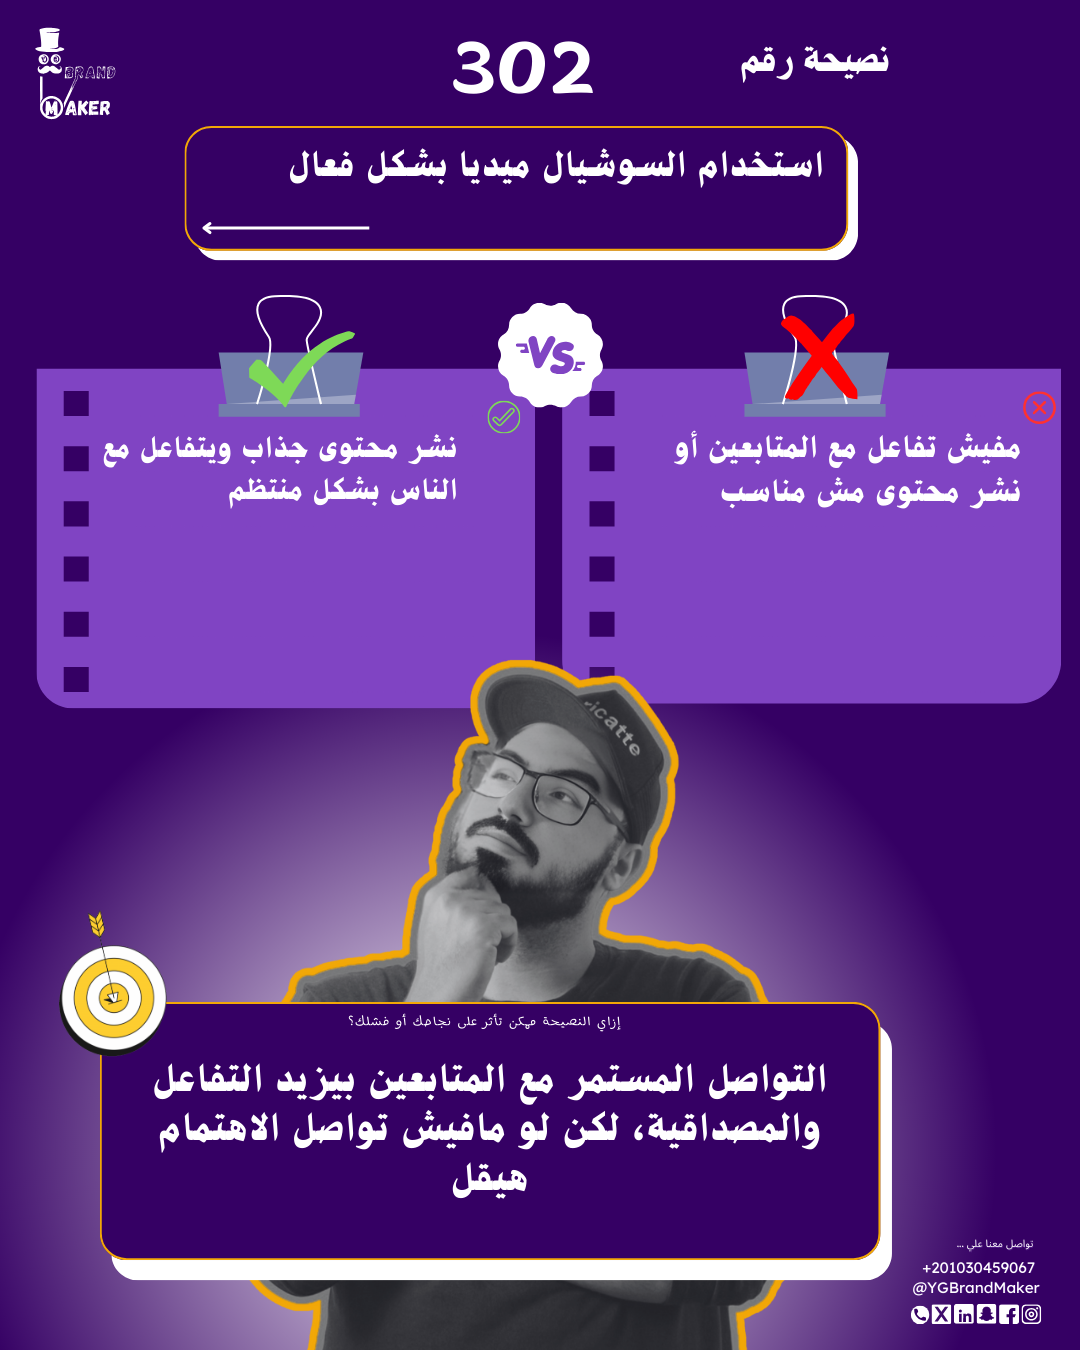 BRAND
MAKER
نصيحة رقم
302
استخدام السوشيال ميديا بشكل فعال
VS
مفيش تفاعل مع المتابعين أو
نشر محتوى مش مناسب
نشر محتوى جذاب ويتفاعل مع
الناس بشكل منتظم
icatte
إزاي النصيحة ممكن تأثر على نجاحك أو فشلك؟
التواصل المستمر مع المتابعين بيزيد التفاعل
والمصداقية، لكن لو مافيش تواصل الاهتمام
هيقل
تواصل معنا علي ...
+201030459067
@YGBrandMaker